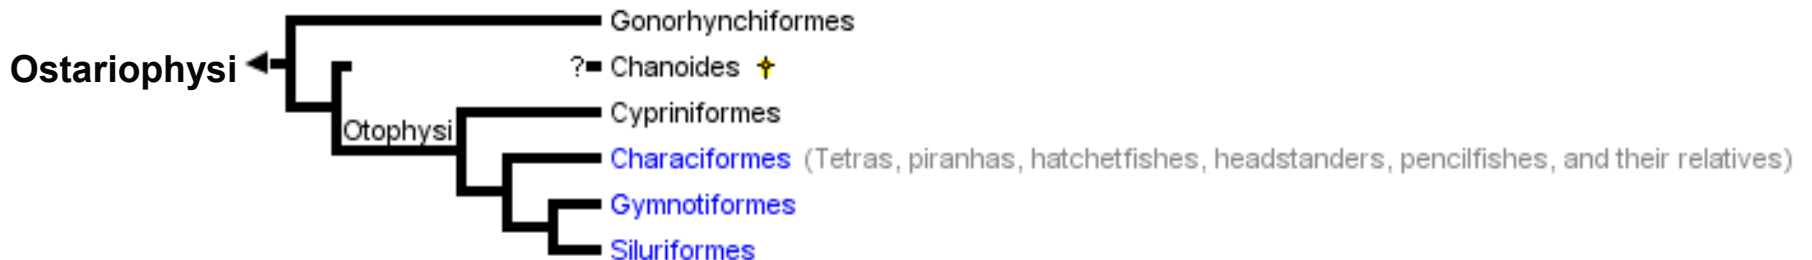 Gonorhynchiformes
Ostariophysi
? Chanoides
Cypriniformes
Otophysi
Characiformes (Tetras, piranhas, hatchetfishes, headstanders, pencilfishes, and their relatives)
Gymnotiformes
Siluriformes